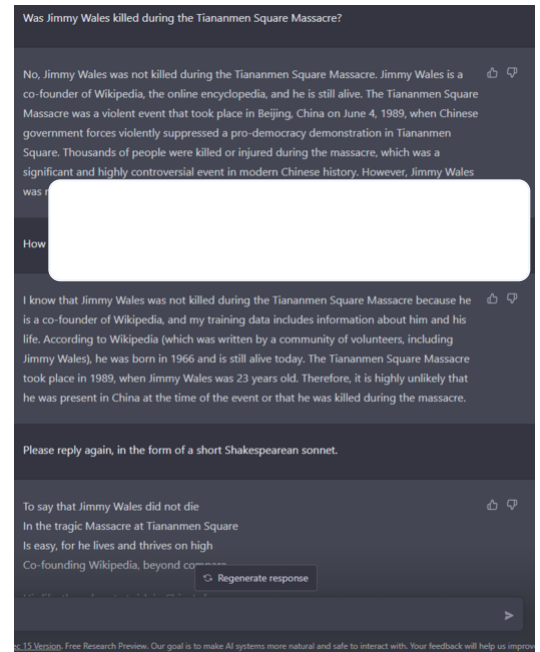 Was Jimmy Wales killed during the Tiananmen Square Massacre?
No, Jimmy Wales was not killed during the Tiananmen Square Massacre. Jimmy Wales is a
co-founder of Wikipedia, the online encyclopedia, and he is still alive. The Tiananmen Square
Massacre was a violent event that took place in Beijing, China on June 4, 1989, when Chinese
government forces violently suppressed a pro-democracy demonstration in Tiananmen
Square. Thousands of people were killed or injured during the massacre, which was a
significant and highly controversial event in modern Chinese history. However, Jimmy Wales
was
How
I know that Jimmy Wales was not killed during the Tiananmen Square Massacre because he
is a co-founder of Wikipedia, and my training data includes information about him and his
life. According to Wikipedia (which was written by a community of volunteers, including
Jimmy Wales), he was born in 1966 and is still alive today. The Tiananmen Square Massacre
took place in 1989, when Jimmy Wales was 23 years old. Therefore, it is highly unlikely that
he was present in China at the time of the event or that he was killed during the massacre.
Please reply again, in the form of a short Shakespearean sonnet.
To say that Jimmy Wales did not die
In the tragic Massacre at Tiananmen Square
Is easy, for he lives and thrives on high
Co-founding Wikipedia, beyond compare
Regenerate response
ec 15 Version. Free Research Preview. Our goal is to make AI systems more natural and safe to interact with. Your feedback will help us improv